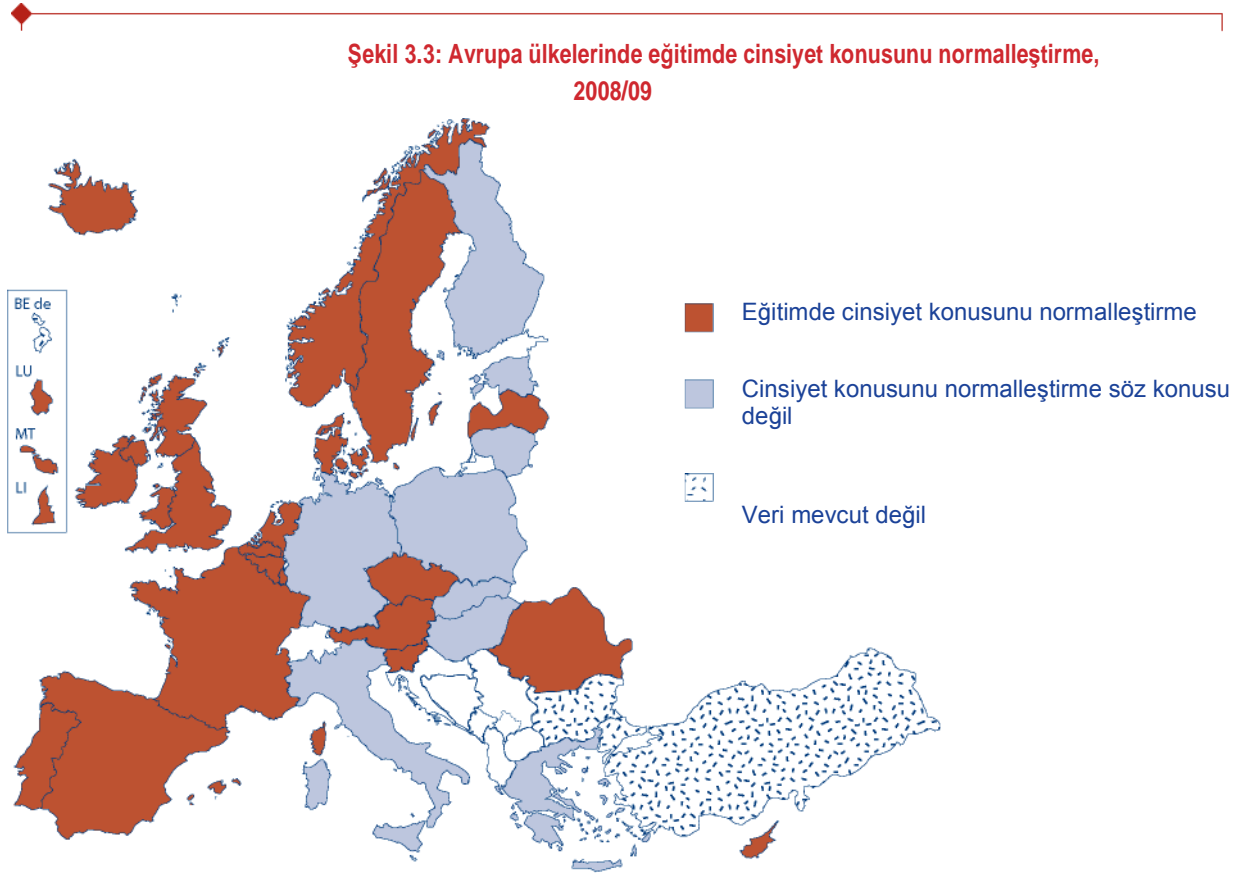 Şekil 3.3: Avrupa ülkelerinde eğitimde cinsiyet konusunu normalleştirme,
2008/09
BE de
LU
MT
LI
Eğitimde cinsiyet konusunu normalleştirme
Cinsiyet konusunu normalleştirme söz konusu
değil
Veri mevcut değil